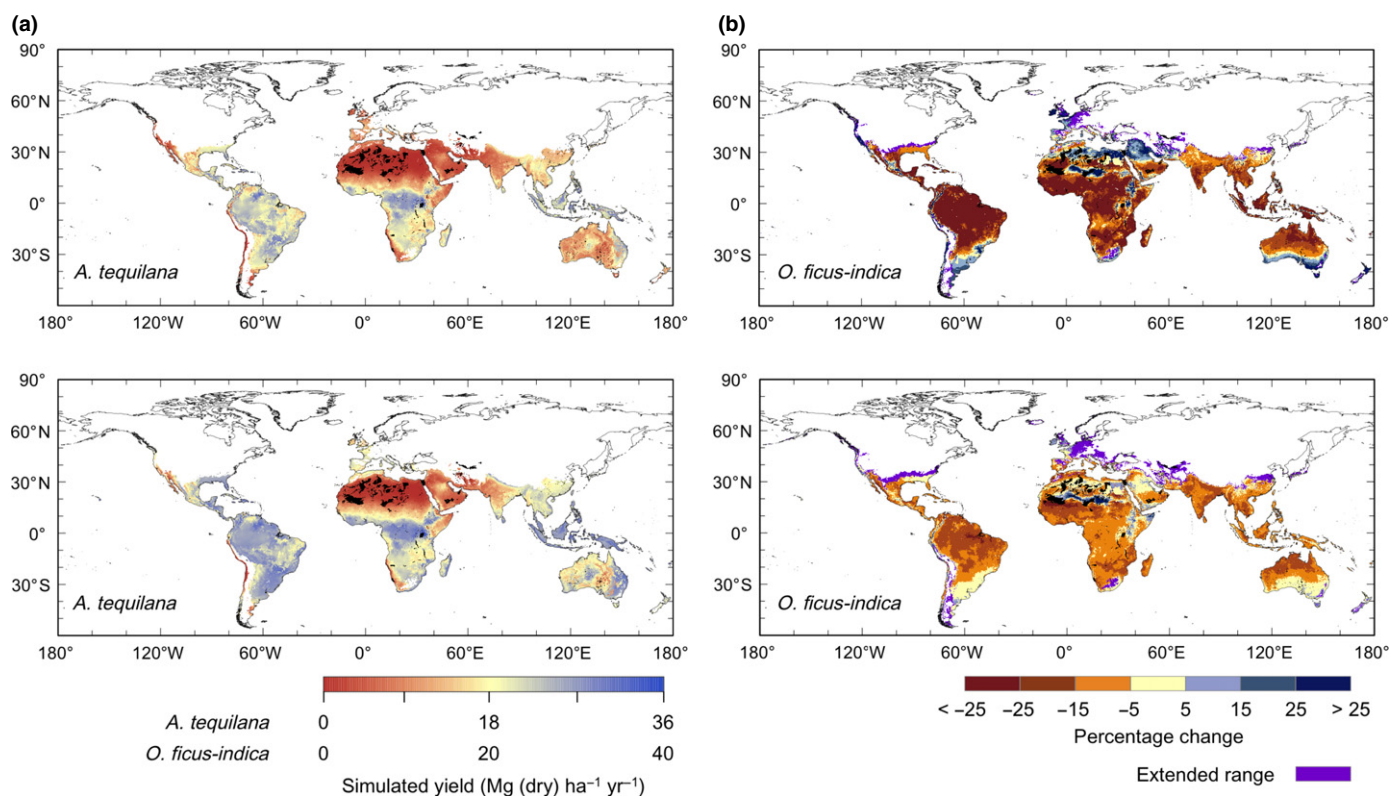 (a)
(b)
90°
60°N
30°N
0°
30°S
A. tequilana
180°
120°W
60°W
0°
60°E
120°E
180°
90°
60°N
30°N
0°
30°S
O. ficus-indica
180°
120°W
60°W
0°
60°E
120°E
180°
90°
60°N
30°N
0°
30°S
A. tequilana
180°
120°W
60°W
0°
60°E
120°E
180°
90°
60°N
30°N
0°
30°S
O. ficus-indica
180°
120°W
60°W
0°
60°E
120°E
180°
A. tequilana 0 18 36
O. ficus-indica 0 20 40
Simulated yield (Mg (dry) ha⁻¹ yr⁻¹)
< −25 −25 −15 −5 5 15 25 > 25
Percentage change
Extended range